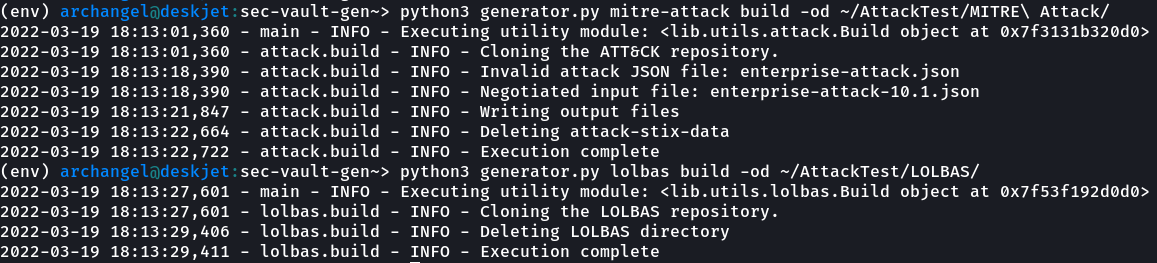 (env) archangel@deskjet:sec-vault-gen~> python3 generator.py mitre-attack build -od ~/AttackTest/MITRE\ Attack/
2022-03-19 18:13:01,360 - main - INFO - Executing utility module: <lib.utils.attack.Build object at 0x7f3131b320d0>
2022-03-19 18:13:01,360 - attack.build - INFO - Cloning the ATT&CK repository.
2022-03-19 18:13:18,390 - attack.build - INFO - Invalid attack JSON file: enterprise-attack.json
2022-03-19 18:13:18,390 - attack.build - INFO - Negotiated input file: enterprise-attack-10.1.json
2022-03-19 18:13:21,847 - attack.build - INFO - Writing output files
2022-03-19 18:13:22,664 - attack.build - INFO - Deleting attack-stix-data
2022-03-19 18:13:22,722 - attack.build - INFO - Execution complete
(env) archangel@deskjet:sec-vault-gen~> python3 generator.py lolbas build -od ~/AttackTest/LOLBAS/
2022-03-19 18:13:27,601 - main - INFO - Executing utility module: <lib.utils.lolbas.Build object at 0x7f53f192d0d0>
2022-03-19 18:13:27,601 - lolbas.build - INFO - Cloning the LOLBAS repository.
2022-03-19 18:13:29,406 - lolbas.build - INFO - Deleting LOLBAS directory
2022-03-19 18:13:29,411 - lolbas.build - INFO - Execution complete